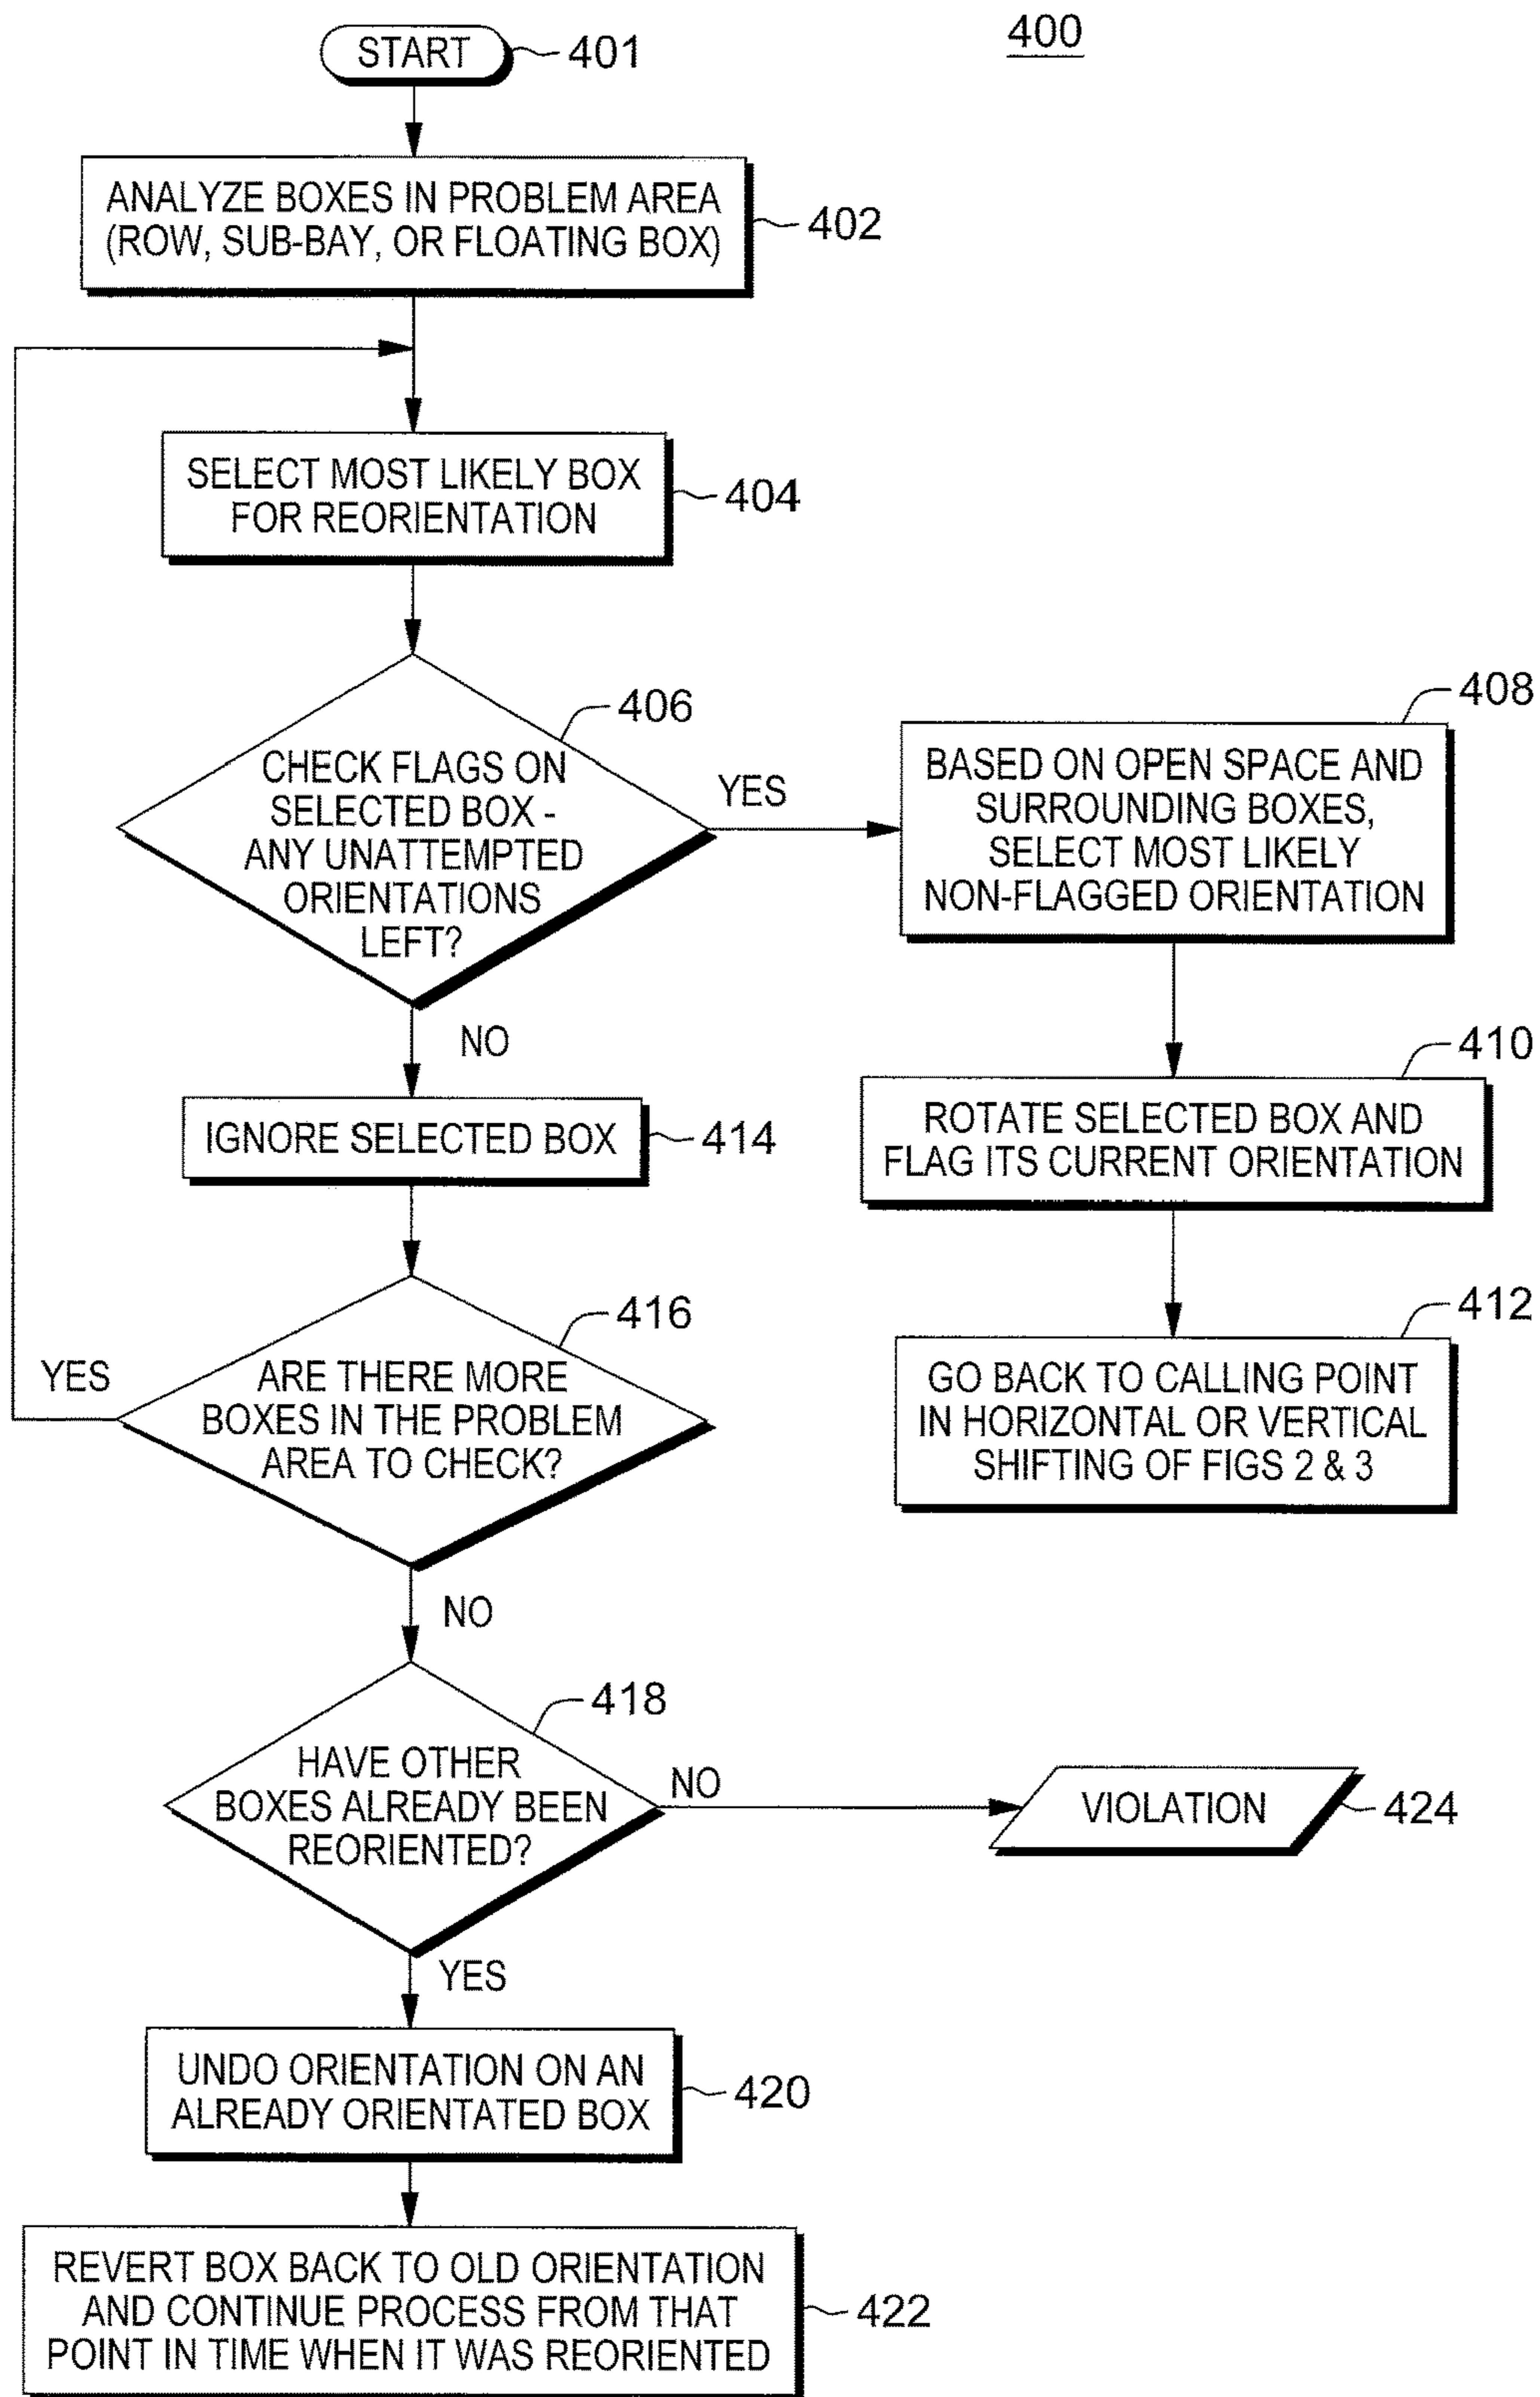 400
START
401
ANALYZE BOXES IN PROBLEM AREA
(ROW, SUB-BAY, OR FLOATING BOX)
402
SELECT MOST LIKELY BOX
FOR REORIENTATION
404
406
CHECK FLAGS ON
SELECTED BOX -
ANY UNATTEMPTED
ORIENTATIONS
LEFT?
YES
408
BASED ON OPEN SPACE AND
SURROUNDING BOXES,
SELECT MOST LIKELY
NON-FLAGGED ORIENTATION
NO
410
ROTATE SELECTED BOX AND
FLAG ITS CURRENT ORIENTATION
IGNORE SELECTED BOX
414
412
GO BACK TO CALLING POINT
IN HORIZONTAL OR VERTICAL
SHIFTING OF FIGS 2 & 3
416
YES
ARE THERE MORE
BOXES IN THE PROBLEM
AREA TO CHECK?
NO
418
HAVE OTHER
BOXES ALREADY BEEN
REORIENTED?
NO
VIOLATION
424
YES
UNDO ORIENTATION ON AN
ALREADY ORIENTATED BOX
420
REVERT BOX BACK TO OLD ORIENTATION
AND CONTINUE PROCESS FROM THAT
POINT IN TIME WHEN IT WAS REORIENTED
422